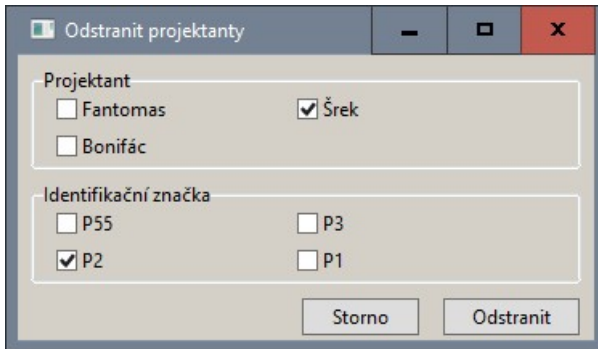 Odstranit projektanty
Projektant
Fantomas Šrek
Bonifác
Identifikační značka
P55 P3
P2 P1
Storno Odstranit